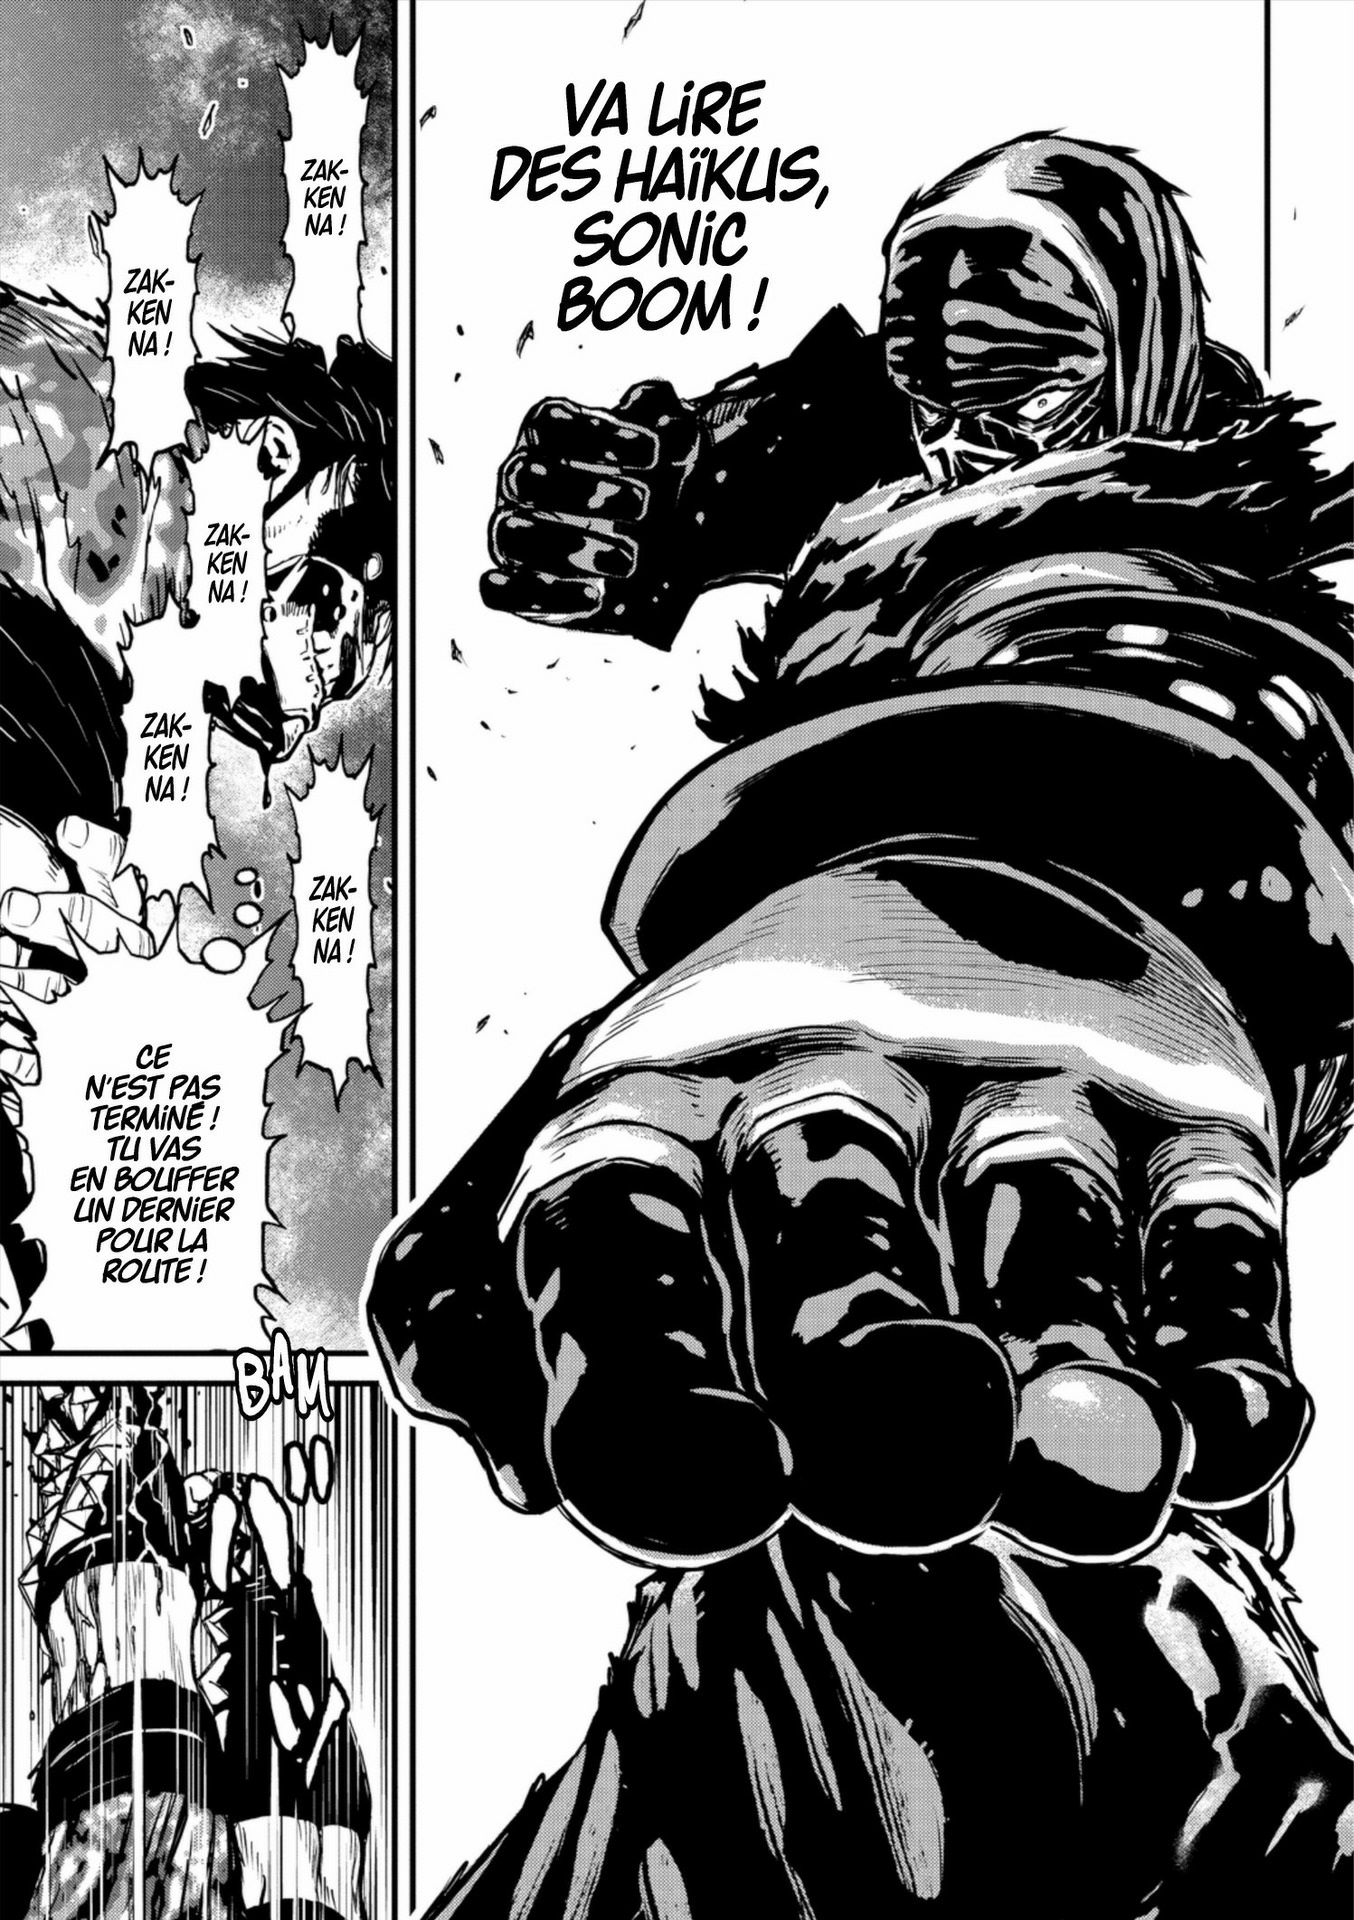 VA LIRE
DES HAÏKUS,
SONIC
BOOM !
ZAK-
KEN
NA !
ZAK-
KEN
NA !
ZAK-
KEN
NA !
ZAK-
KEN
NA !
ZAK-
KEN
NA !
CE
N'EST PAS
TERMINÉ !
TU VAS
EN BOUFFER
UN DERNIER
POUR LA
ROUTE !
BAM